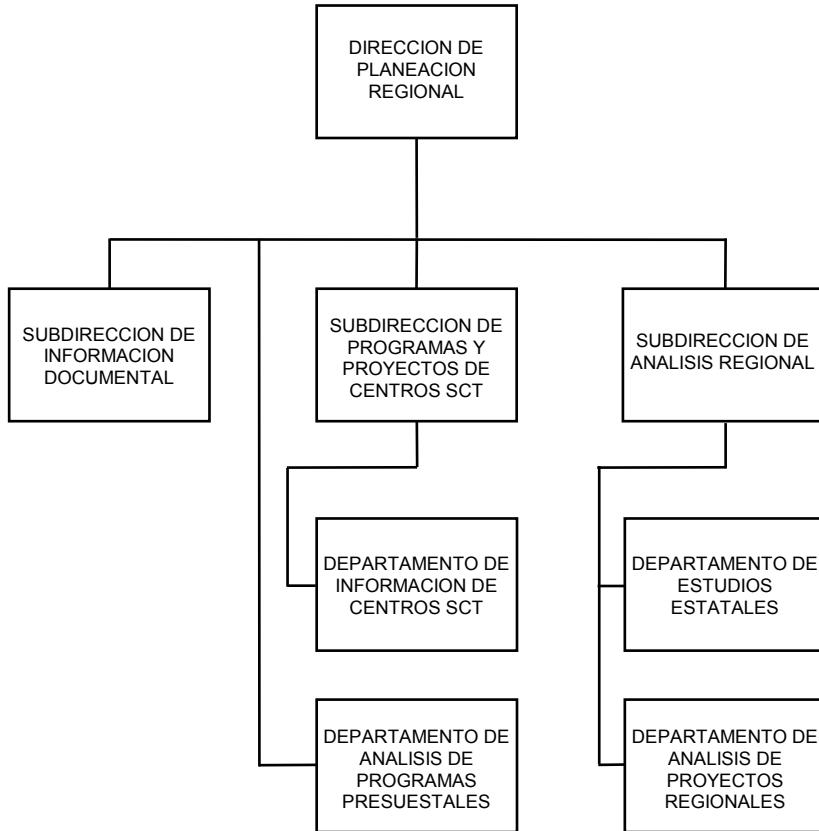 DIRECCION DE
PLANEACION
REGIONAL
SUBDIRECCION DE
INFORMACION
DOCUMENTAL
SUBDIRECCION DE
PROGRAMAS Y
PROYECTOS DE
CENTROS SCT
SUBDIRECCION DE
ANALISIS REGIONAL
DEPARTAMENTO DE
INFORMACION DE
CENTROS SCT
DEPARTAMENTO DE
ESTUDIOS
ESTATALES
DEPARTAMENTO DE
ANALISIS DE
PROGRAMAS
PRESUESTALES
DEPARTAMENTO DE
ANALISIS DE
PROYECTOS
REGIONALES